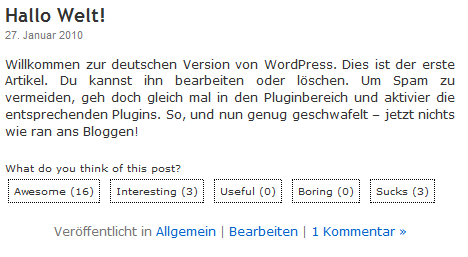 Hallo Welt!
27. Januar 2010
Willkommen zur deutschen Version von WordPress. Dies ist der erste
Artikel. Du kannst ihn bearbeiten oder löschen. Um Spam zu
vermeiden, geh doch gleich mal in den Pluginbereich und aktivier die
entsprechenden Plugins. So, und nun genug geschwafelt – jetzt nichts
wie ran ans Bloggen!
What do you think of this post?
Awesome (16) Interesting (3) Useful (0) Boring (0) Sucks (3)
Veröffentlicht in Allgemein | Bearbeiten | 1 Kommentar »